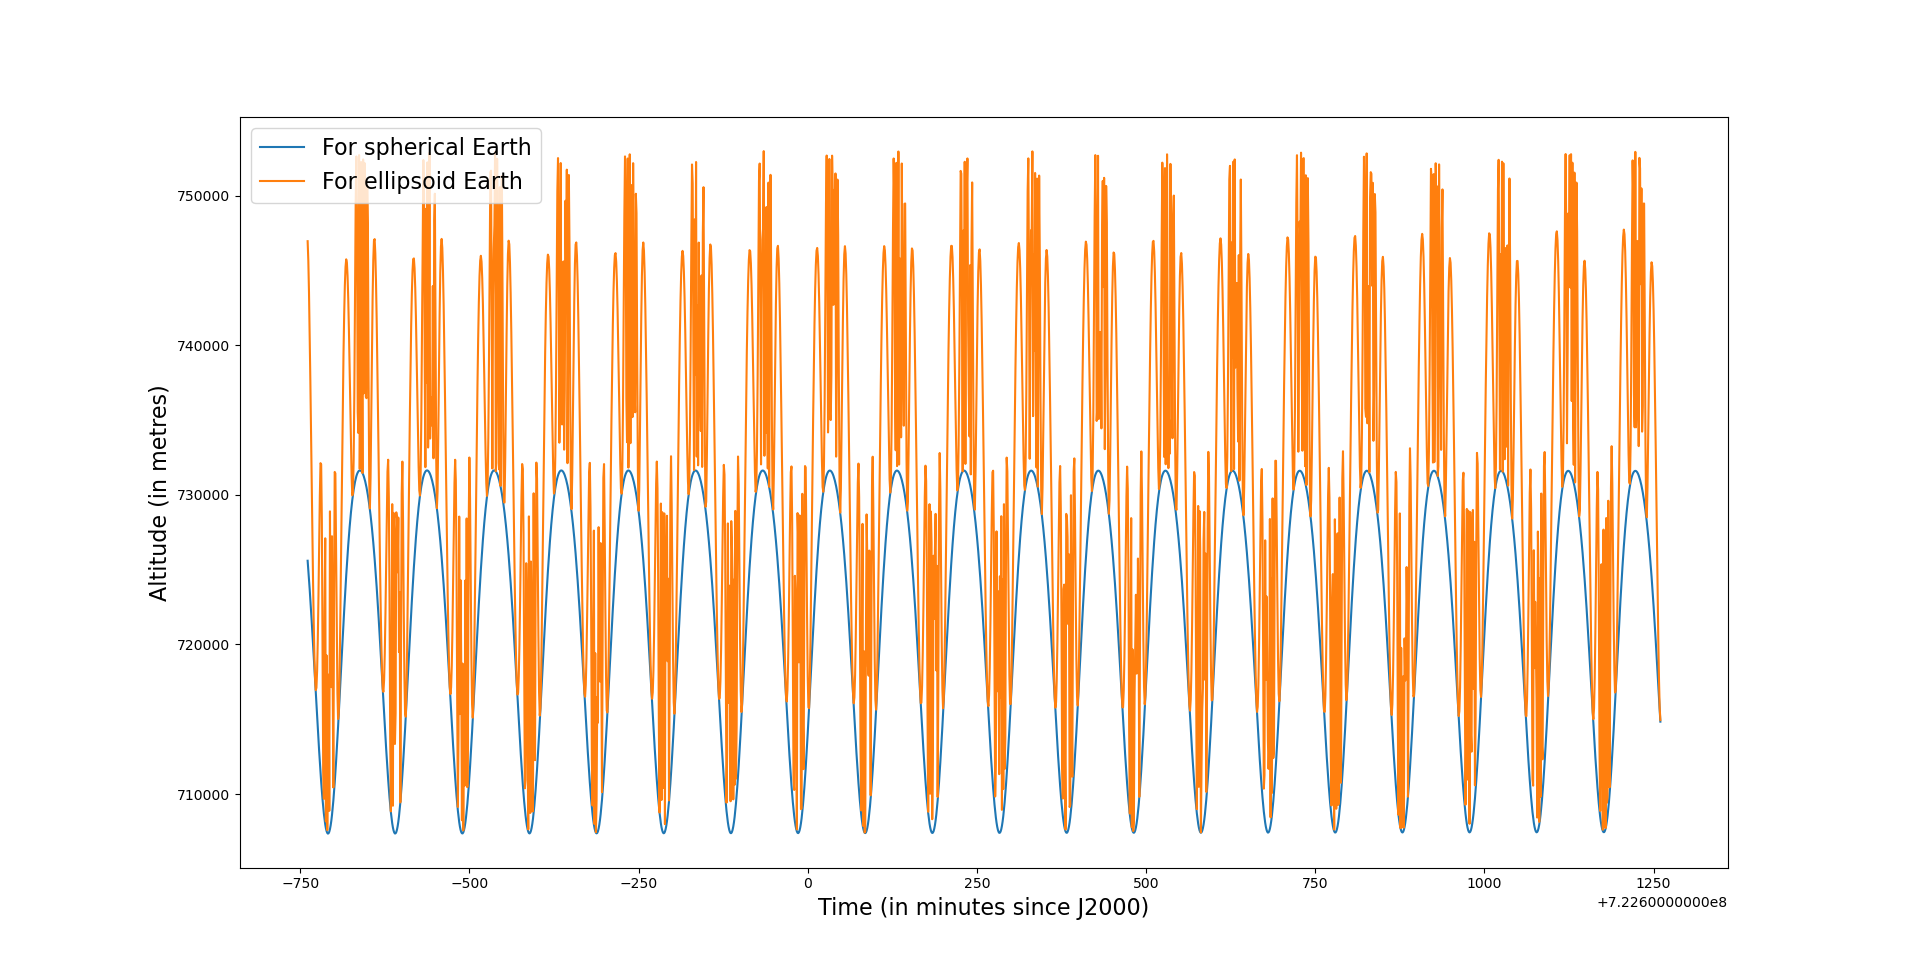 For spherical Earth
For ellipsoid Earth
750000
740000
730000
720000
710000
Altitude (in metres)
−750
−500
−250
0
250
500
750
1000
1250
Time (in minutes since J2000)
+7.2260000000e8